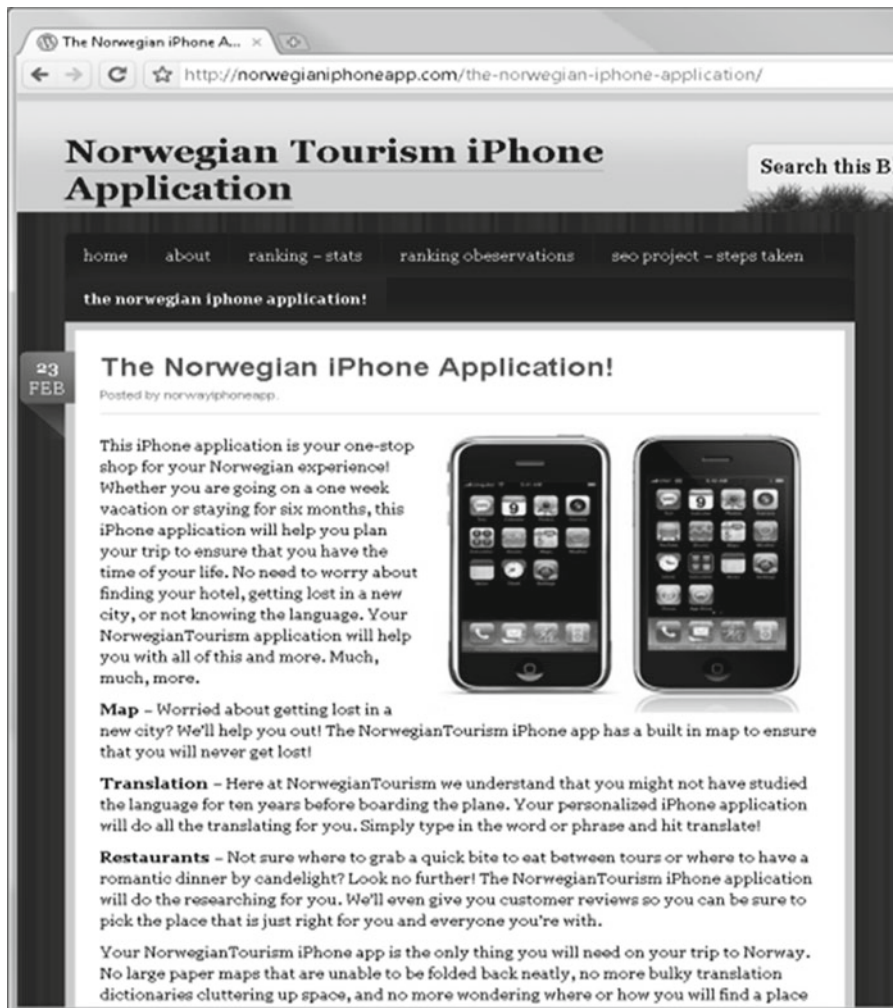 The Norwegian iPhone A...
http://norwegianiphoneapp.com/the-norwegian-iphone-application/
Norwegian Tourism iPhone
Application
Search this B
home about ranking – stats ranking obeservations seo project – steps taken
the norwegian iphone application!
23
FEB
The Norwegian iPhone Application!
Posted by norwayiphoneapp.
This iPhone application is your one-stop
shop for your Norwegian experience!
Whether you are going on a one week
vacation or staying for six months, this
iPhone application will help you plan
your trip to ensure that you have the
time of your life. No need to worry about
finding your hotel, getting lost in a new
city, or not knowing the language. Your
NorwegianTourism application will help
you with all of this and more. Much,
much, more.
Map – Worried about getting lost in a
new city? We'll help you out! The NorwegianTourism iPhone app has a built in map to ensure
that you will never get lost!
Translation – Here at NorwegianTourism we understand that you might not have studied
the language for ten years before boarding the plane. Your personalized iPhone application
will do all the translating for you. Simply type in the word or phrase and hit translate!
Restaurants – Not sure where to grab a quick bite to eat between tours or where to have a
romantic dinner by candelight? Look no further! The NorwegianTourism iPhone application
will do the researching for you. We'll even give you customer reviews so you can be sure to
pick the place that is just right for you and everyone you're with.
Your NorwegianTourism iPhone app is the only thing you will need on your trip to Norway.
No large paper maps that are unable to be folded back neatly, no more bulky translation
dictionaries cluttering up space, and no more wondering where or how you will find a place